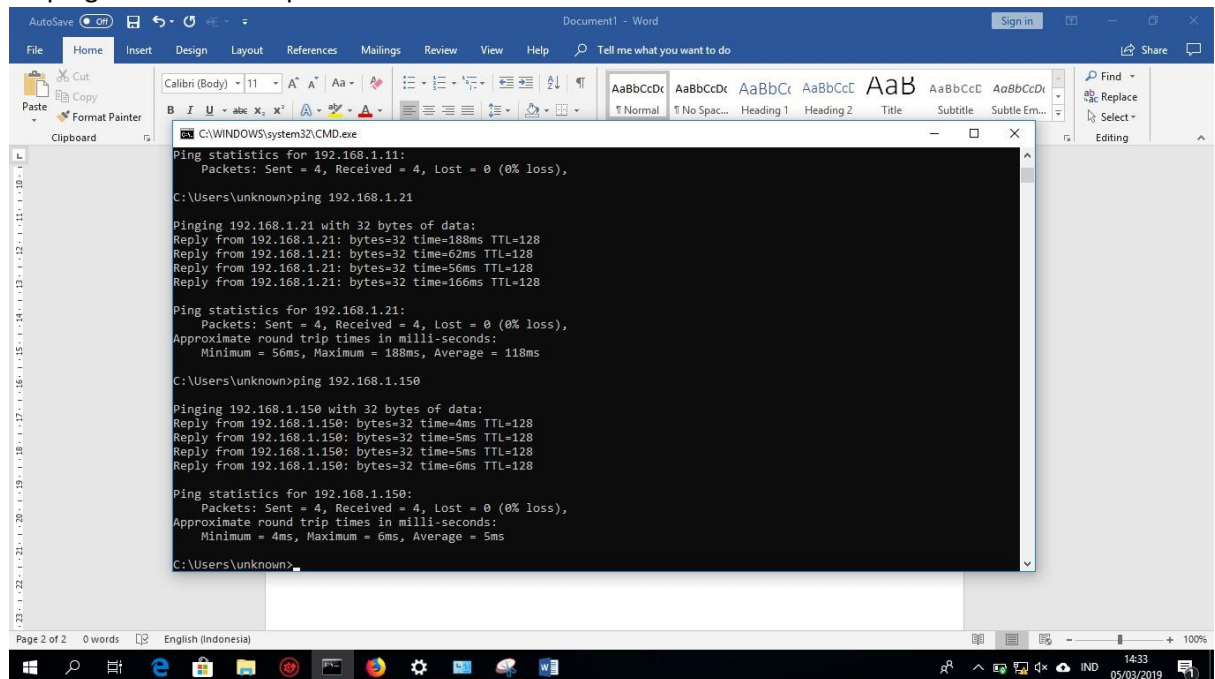 AutoSave Off Document1 - Word Sign in
File Home Insert Design Layout References Mailings Review View Help Tell me what you want to do Share
Paste
Cut
Copy
Format Painter
Clipboard
Calibri (Body) 11 A A Aa
B I U abc X₂ X² A A
AaBbCcDc AaBbCcDc AaBbC( AaBbCcE AaB AaBbCcC AaBbCcDc
¶ Normal ¶ No Spac... Heading 1 Heading 2 Title Subtitle Subtle Em...
Find
Replace
Select
Editing
C:\WINDOWS\system32\CMD.exe
Ping statistics for 192.168.1.11:
Packets: Sent = 4, Received = 4, Lost = 0 (0% loss),
C:\Users\unknown>ping 192.168.1.21
Pinging 192.168.1.21 with 32 bytes of data:
Reply from 192.168.1.21: bytes=32 time=188ms TTL=128
Reply from 192.168.1.21: bytes=32 time=62ms TTL=128
Reply from 192.168.1.21: bytes=32 time=56ms TTL=128
Reply from 192.168.1.21: bytes=32 time=166ms TTL=128
Ping statistics for 192.168.1.21:
Packets: Sent = 4, Received = 4, Lost = 0 (0% loss),
Approximate round trip times in milli-seconds:
Minimum = 56ms, Maximum = 188ms, Average = 118ms
C:\Users\unknown>ping 192.168.1.150
Pinging 192.168.1.150 with 32 bytes of data:
Reply from 192.168.1.150: bytes=32 time=4ms TTL=128
Reply from 192.168.1.150: bytes=32 time=5ms TTL=128
Reply from 192.168.1.150: bytes=32 time=5ms TTL=128
Reply from 192.168.1.150: bytes=32 time=6ms TTL=128
Ping statistics for 192.168.1.150:
Packets: Sent = 4, Received = 4, Lost = 0 (0% loss),
Approximate round trip times in milli-seconds:
Minimum = 4ms, Maximum = 6ms, Average = 5ms
C:\Users\unknown>_
Page 2 of 2 0 words English (Indonesia) 100%
IND 14:33
05/03/2019